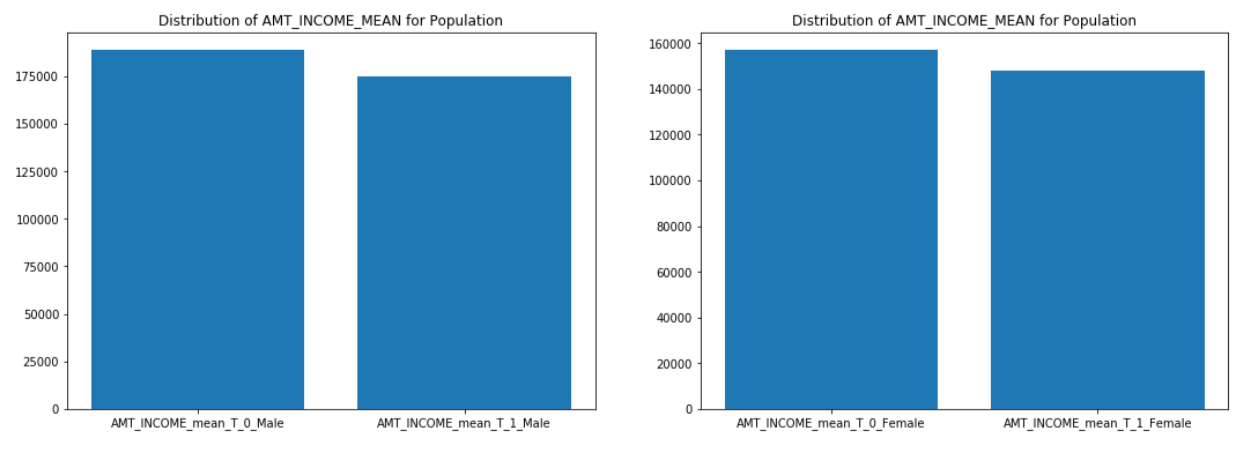 Distribution of AMT_INCOME_MEAN for Population
175000
150000
125000
100000
75000
50000
25000
0
AMT_INCOME_mean_T_0_Male
AMT_INCOME_mean_T_1_Male
Distribution of AMT_INCOME_MEAN for Population
160000
140000
120000
100000
80000
60000
40000
20000
0
AMT_INCOME_mean_T_0_Female
AMT_INCOME_mean_T_1_Female